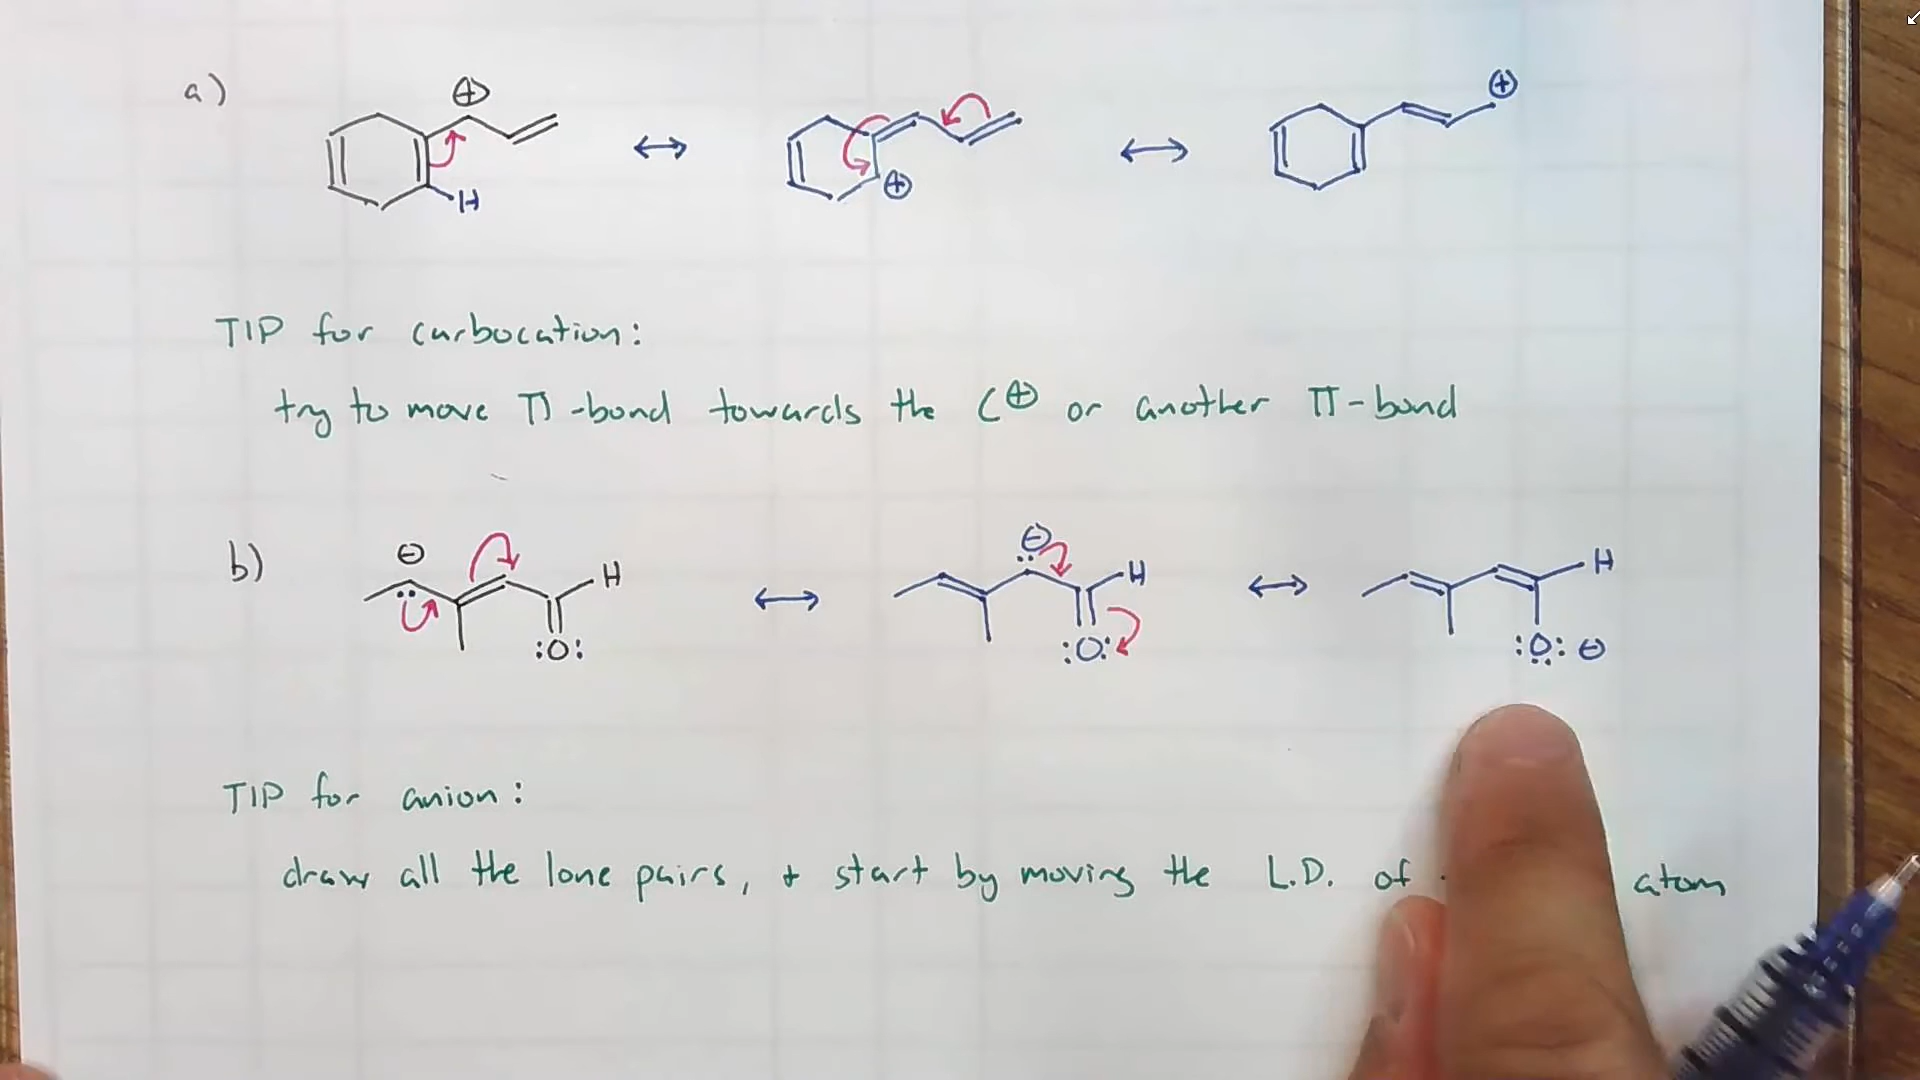 a)
⊕ ⊕
H ↔ ⊕ ↔
TIP for carbocation:
try to move π-bond towards the C⊕ or another π-bond
b)
⊖ H ↔ ⊖ H ↔ H
:O: :O: :O: ⊖
TIP for anion:
draw all the lone pairs, + start by moving the L.D. of atom